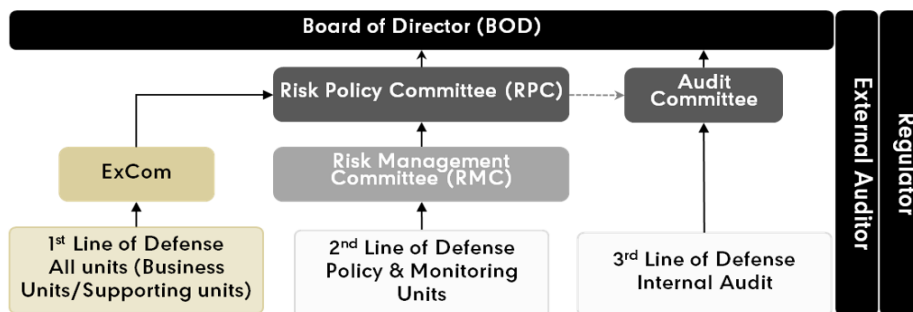 Board of Director (BOD)
Risk Policy Committee (RPC)
Audit
Committee
ExCom
Risk Management
Committee (RMC)
1st Line of Defense
All units (Business
Units/Supporting units)
2nd Line of Defense
Policy & Monitoring
Units
3rd Line of Defense
Internal Audit
External Auditor
Regulator